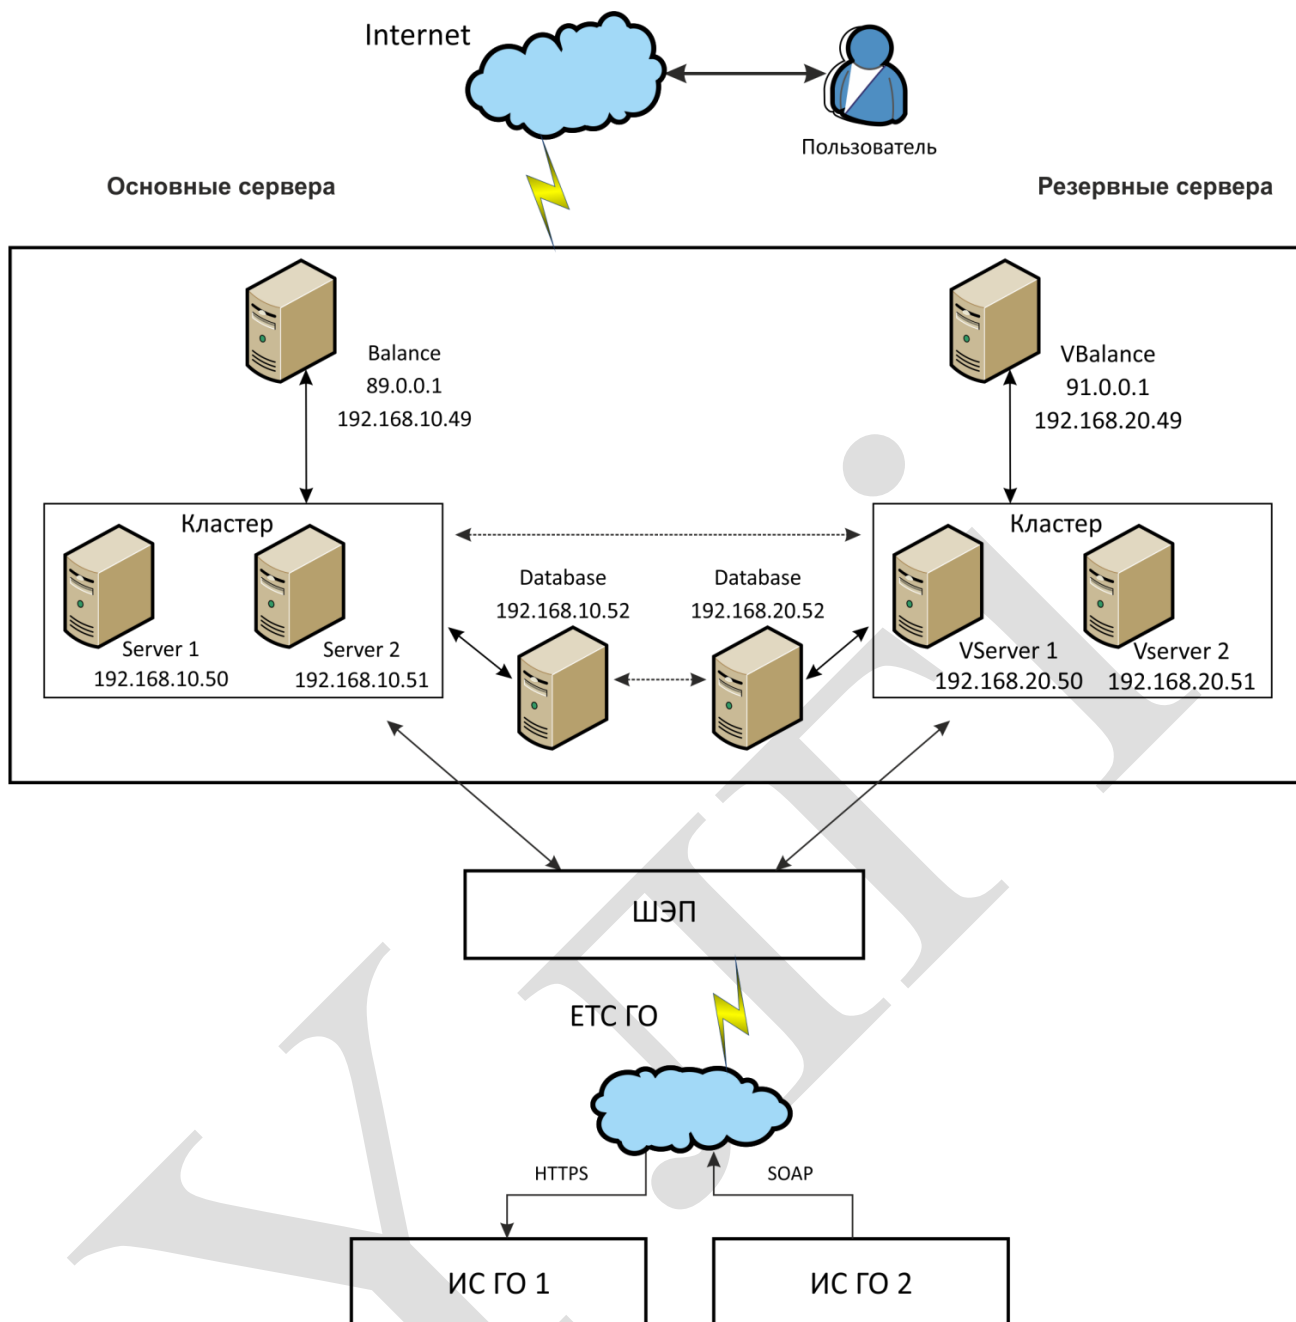 Internet
Пользователь
Основные сервера
Резервные сервера
Balance
89.0.0.1
192.168.10.49
VBalance
91.0.0.1
192.168.20.49
Кластер
Server 1
192.168.10.50
Server 2
192.168.10.51
Database
192.168.10.52
Database
192.168.20.52
Кластер
VServer 1
192.168.20.50
Vserver 2
192.168.20.51
ШЭП
ЕТС ГО
HTTPS
SOAP
ИС ГО 1
ИС ГО 2